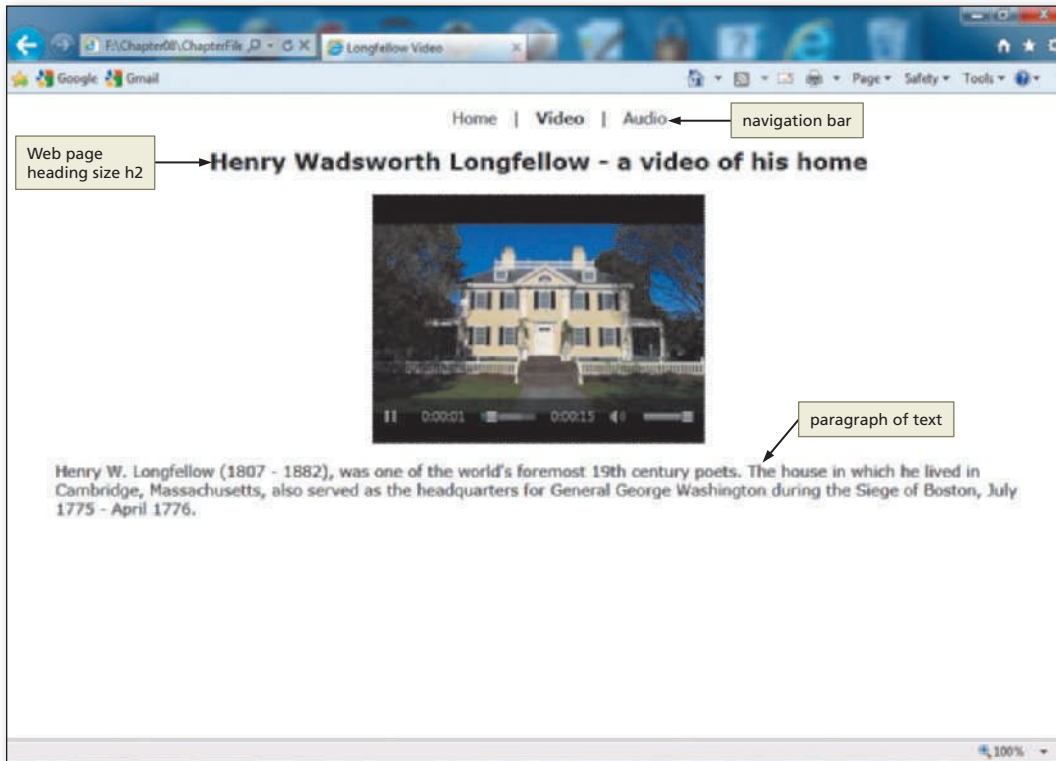 F:\Chapter08\ChapterFile
Longfellow Video
Google Gmail
Page Safety Tools
Home | Video | Audio
navigation bar
Web page
heading size h2
Henry Wadsworth Longfellow - a video of his home
0:00:01 0:00:15
paragraph of text
Henry W. Longfellow (1807 - 1882), was one of the world's foremost 19th century poets. The house in which he lived in
Cambridge, Massachusetts, also served as the headquarters for General George Washington during the Siege of Boston, July
1775 - April 1776.
100%